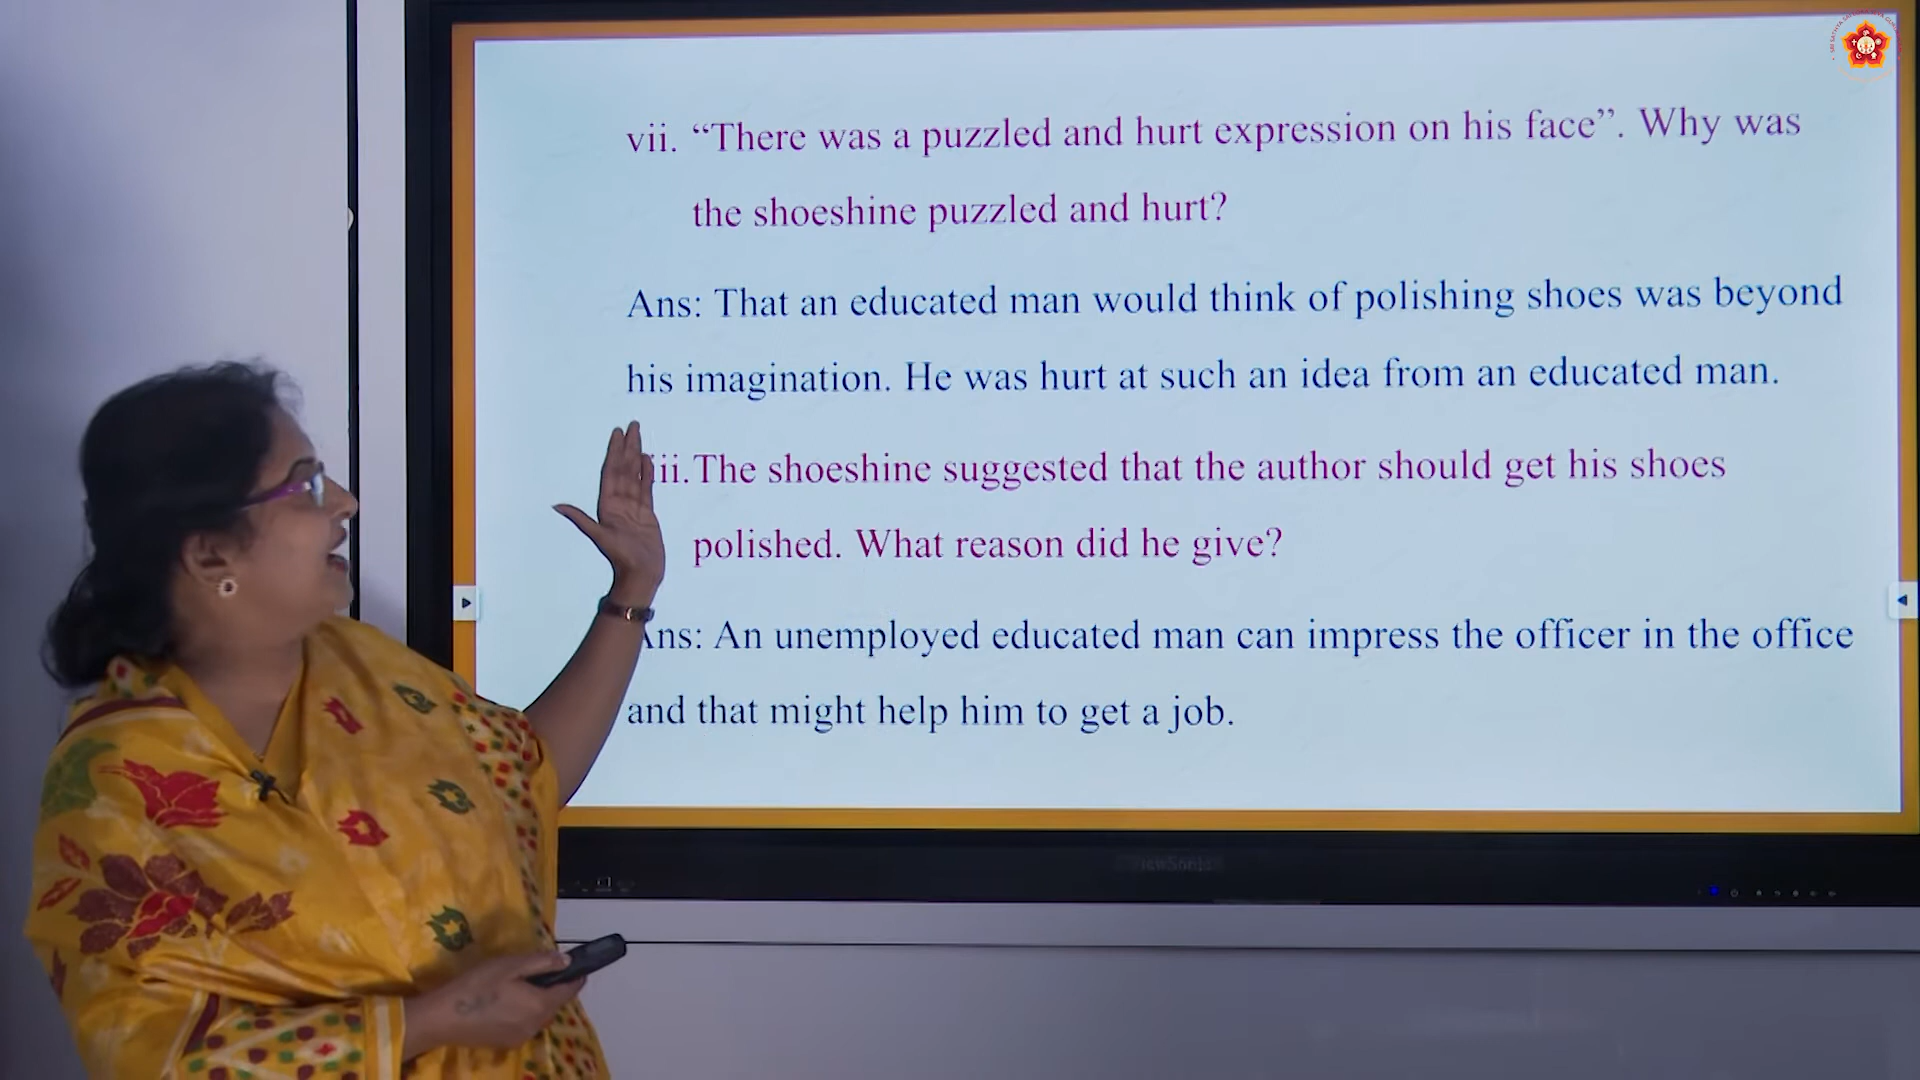 vii. “There was a puzzled and hurt expression on his face”. Why was
the shoeshine puzzled and hurt?
Ans: That an educated man would think of polishing shoes was beyond
his imagination. He was hurt at such an idea from an educated man.
iii. The shoeshine suggested that the author should get his shoes
polished. What reason did he give?
Ans: An unemployed educated man can impress the officer in the office
and that might help him to get a job.
ViewSonic